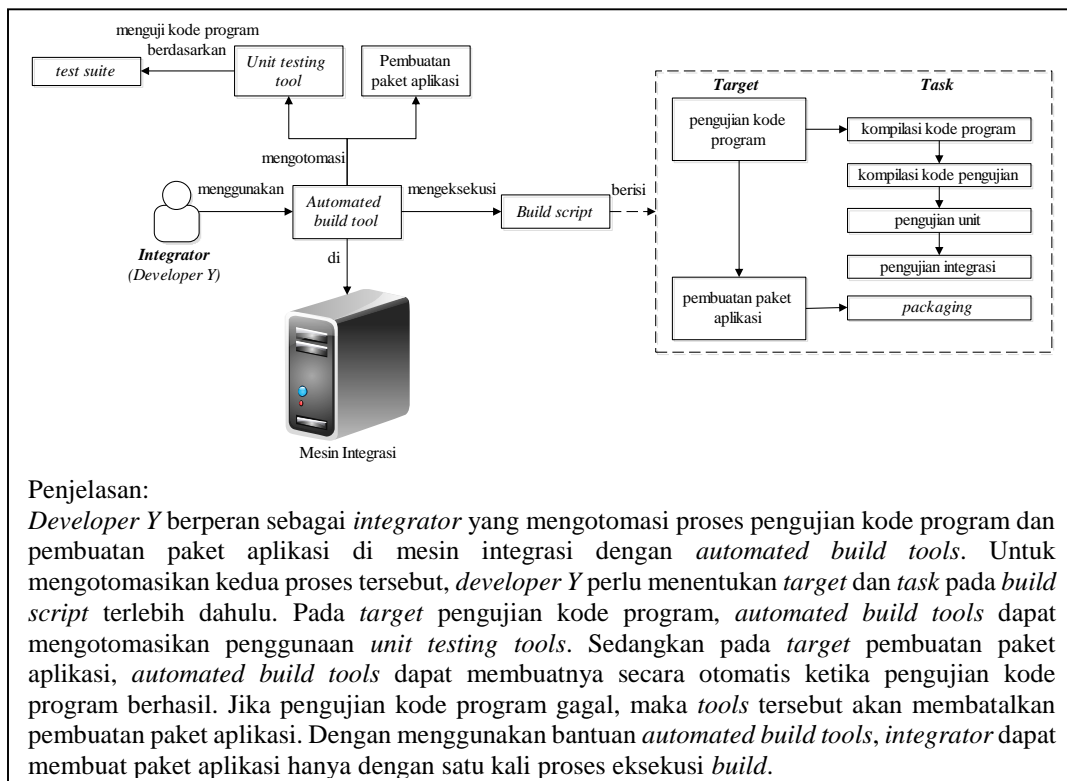 menguji kode program
berdasarkan
test suite
Unit testing
tool
Pembuatan
paket aplikasi
mengotomasi
menggunakan
Automated
build tool
mengeksekusi
Build script
berisi
Integrator
(Developer Y)
di
Mesin Integrasi
Target
Task
pengujian kode
program
kompilasi kode program
kompilasi kode pengujian
pengujian unit
pengujian integrasi
pembuatan paket
aplikasi
packaging
Penjelasan:
Developer Y berperan sebagai integrator yang mengotomasi proses pengujian kode program dan
pembuatan paket aplikasi di mesin integrasi dengan automated build tools. Untuk
mengotomasikan kedua proses tersebut, developer Y perlu menentukan target dan task pada build
script terlebih dahulu. Pada target pengujian kode program, automated build tools dapat
mengotomasikan penggunaan unit testing tools. Sedangkan pada target pembuatan paket
aplikasi, automated build tools dapat membuatnya secara otomatis ketika pengujian kode
program berhasil. Jika pengujian kode program gagal, maka tools tersebut akan membatalkan
pembuatan paket aplikasi. Dengan menggunakan bantuan automated build tools, integrator dapat
membuat paket aplikasi hanya dengan satu kali proses eksekusi build.